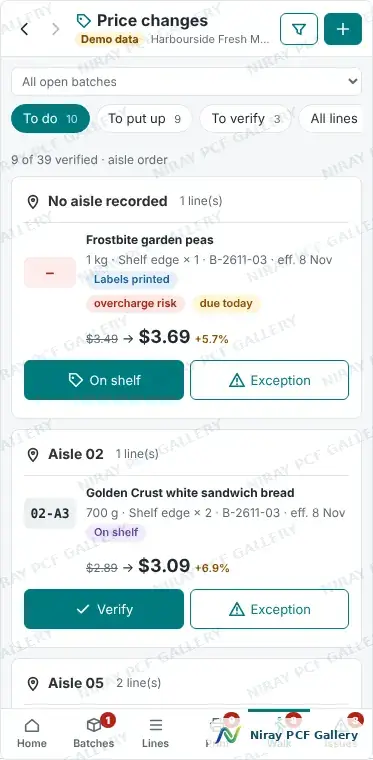 Price changes
Demo data Harbourside Fresh M...
All open batches
To do 10
To put up 9
To verify 3
All lines
9 of 39 verified · aisle order
No aisle recorded 1 line(s)
Frostbite garden peas
– 1 kg · Shelf edge × 1 · B-2611-03 · eff. 8 Nov
Labels printed
overcharge risk due today
$3.49 → $3.69 +5.7%
On shelf
Exception
Aisle 02 1 line(s)
Golden Crust white sandwich bread
02-A3 700 g · Shelf edge × 2 · B-2611-03 · eff. 8 Nov
On shelf
$2.89 → $3.09 +6.9%
Verify
Exception
Aisle 05 2 line(s)
1
Home Batches Lines
Niray PCF Gallery
NIRAY PCF GALLERY